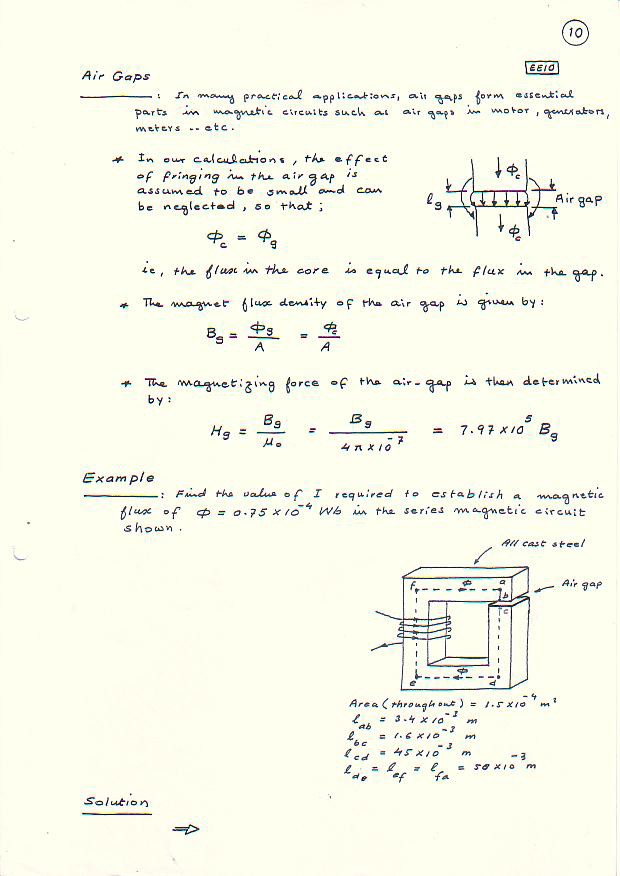 10
EE10
Air Gaps
: In many practical applications, air gaps form essential
parts in magnetic circuits such as air gaps in motor, generators,
meters -- etc.
* In our calculations, the effect
of fringing in the air gap is
assumed to be small and can
be neglected, so that;
Φc
lg
Air gap
Φc
Φc = Φg
ie, the flux in the core is equal to the flux in the gap.
* The magnet flux density of the air gap is given by:
Bg = Φg/A = Φc/A
* The magnetizing force of the air-gap is then determined
by:
Hg = Bg/μo = Bg/4π×10⁻⁷ = 7.97×10⁵ Bg
Example
: Find the value of I required to establish a magnetic
flux of Φ = 0.75×10⁻⁴ Wb in the series magnetic circuit
shown.
All cast steel
f Φ a
Air gap
b
c
e Φ d
Area (throughout) = 1.5×10⁻⁴ m²
lab = 3.4×10⁻³ m
lbc = 1.6×10⁻³ m
lcd = 45×10⁻³ m
lde = lef = lfa = 50×10⁻³ m
Solution
⇒